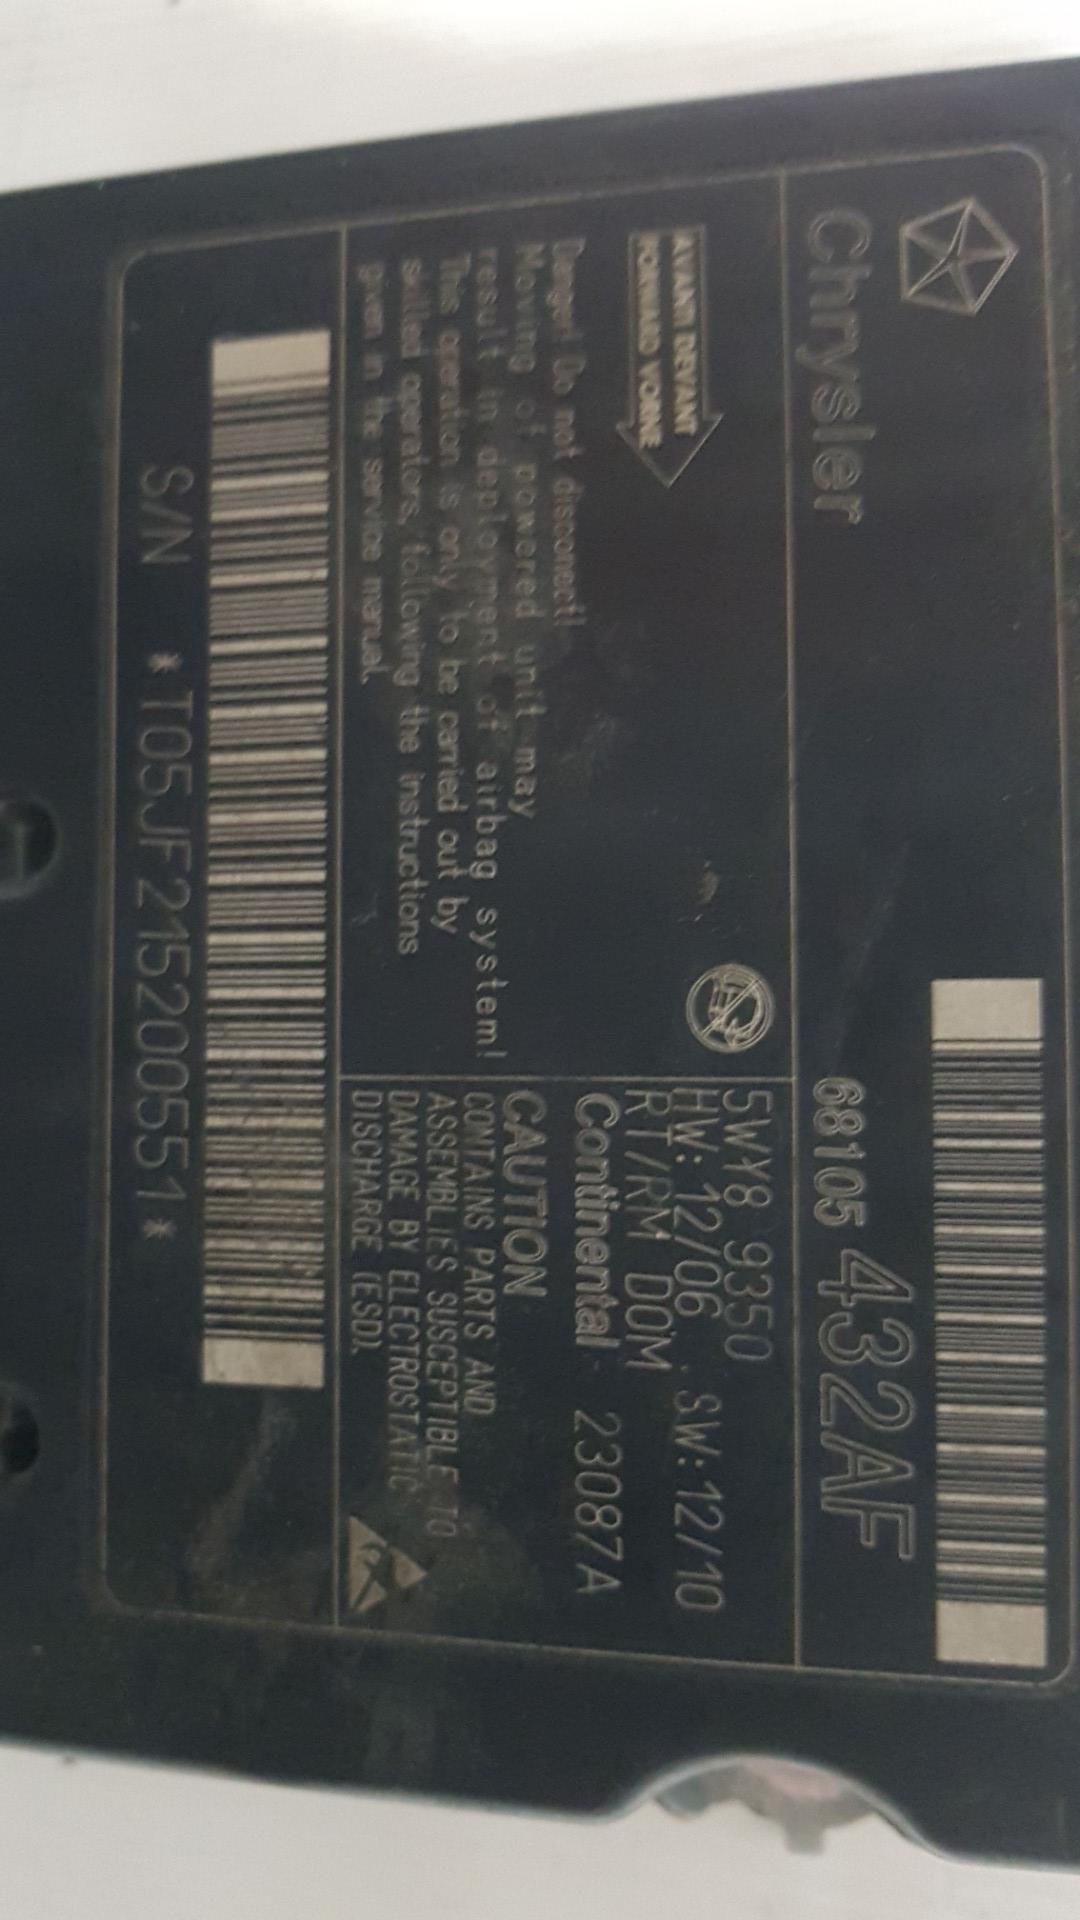 Chrysler
68105 432AF
AVANT DEVANT
FORWARD VORNE
Danger! Do not disconect!
Moving of powered unit may
result in deployment of airbag system!
This operation is only to be carried out by
skilled operators, following the instructions
given in the service manual.
5WY8 9350
HW: 12/06 SW: 12/10
RT/RM DOM
Continental 23087A
CAUTION
CONTAINS PARTS AND
ASSEMBLIES SUSCEPTIBLE TO
DAMAGE BY ELECTROSTATIC
DISCHARGE (ESD).
S/N *T05JF215200551*